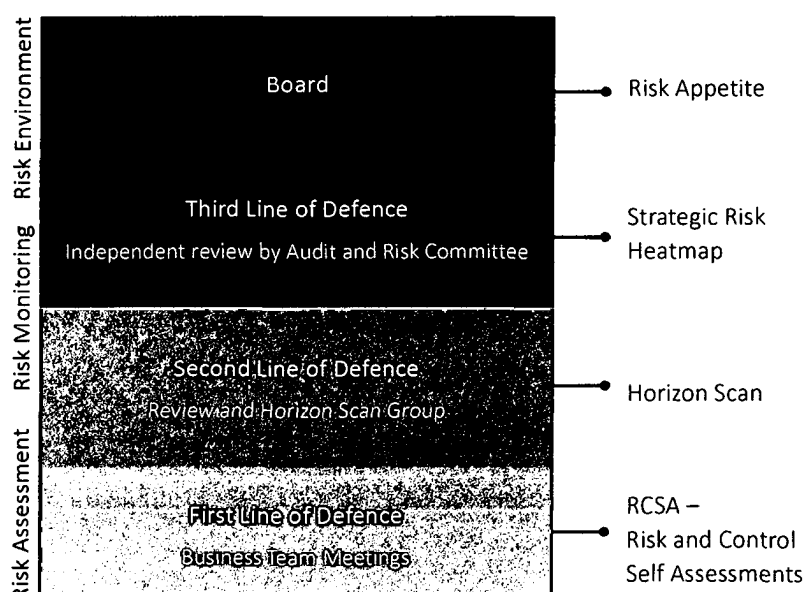 Risk Environment
Board
Risk Appetite
Risk Monitoring
Third Line of Defence
Independent review by Audit and Risk Committee
Strategic Risk
Heatmap
Second Line of Defence
Review and Horizon Scan Group
Horizon Scan
Risk Assessment
First Line of Defence
Business Team Meetings
RCSA –
Risk and Control
Self Assessments